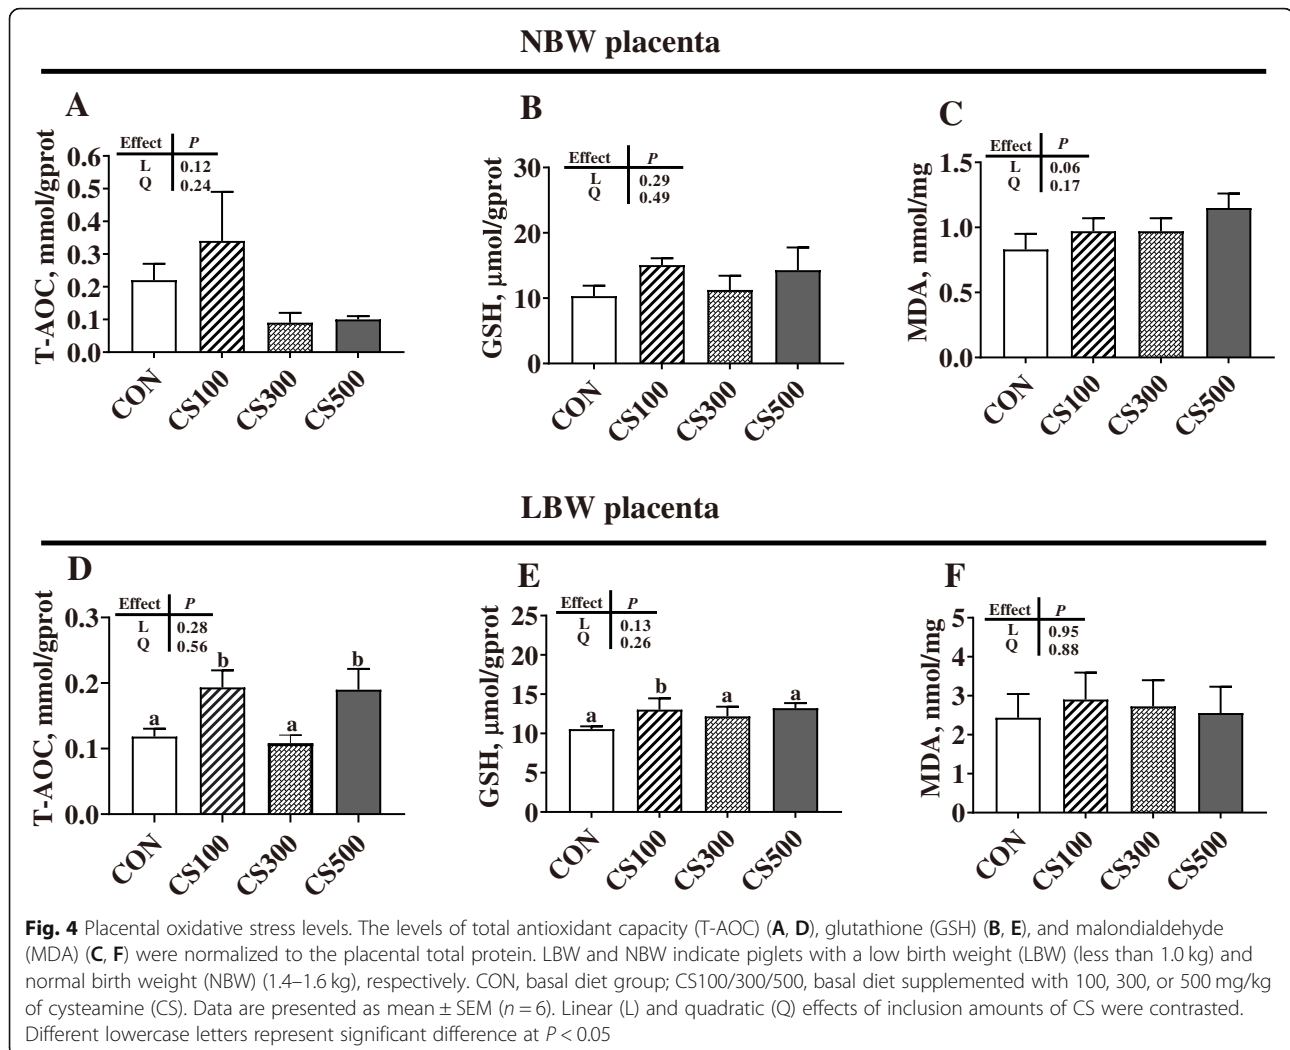 NBW placenta
A
Effect P
L 0.12
Q 0.24
T-AOC, mmol/gprot
0.6
0.5
0.4
0.3
0.2
0.1
0.0
CON CS100 CS300 CS500
B
Effect P
L 0.29
Q 0.49
GSH, μmol/gprot
30
20
10
0
CON CS100 CS300 CS500
C
Effect P
L 0.06
Q 0.17
MDA, nmol/mg
1.5
1.0
0.5
0.0
CON CS100 CS300 CS500
LBW placenta
D
Effect P
L 0.28
Q 0.56
T-AOC, mmol/gprot
0.3
0.2
0.1
0.0
a b a b
CON CS100 CS300 CS500
E
Effect P
L 0.13
Q 0.26
GSH, μmol/gprot
25
20
15
10
5
0
a b a a
CON CS100 CS300 CS500
F
Effect P
L 0.95
Q 0.88
MDA, nmol/mg
5
4
3
2
1
0
CON CS100 CS300 CS500
Fig. 4 Placental oxidative stress levels. The levels of total antioxidant capacity (T-AOC) (A, D), glutathione (GSH) (B, E), and malondialdehyde
(MDA) (C, F) were normalized to the placental total protein. LBW and NBW indicate piglets with a low birth weight (LBW) (less than 1.0 kg) and
normal birth weight (NBW) (1.4–1.6 kg), respectively. CON, basal diet group; CS100/300/500, basal diet supplemented with 100, 300, or 500 mg/kg
of cysteamine (CS). Data are presented as mean ± SEM (n = 6). Linear (L) and quadratic (Q) effects of inclusion amounts of CS were contrasted.
Different lowercase letters represent significant difference at P < 0.05